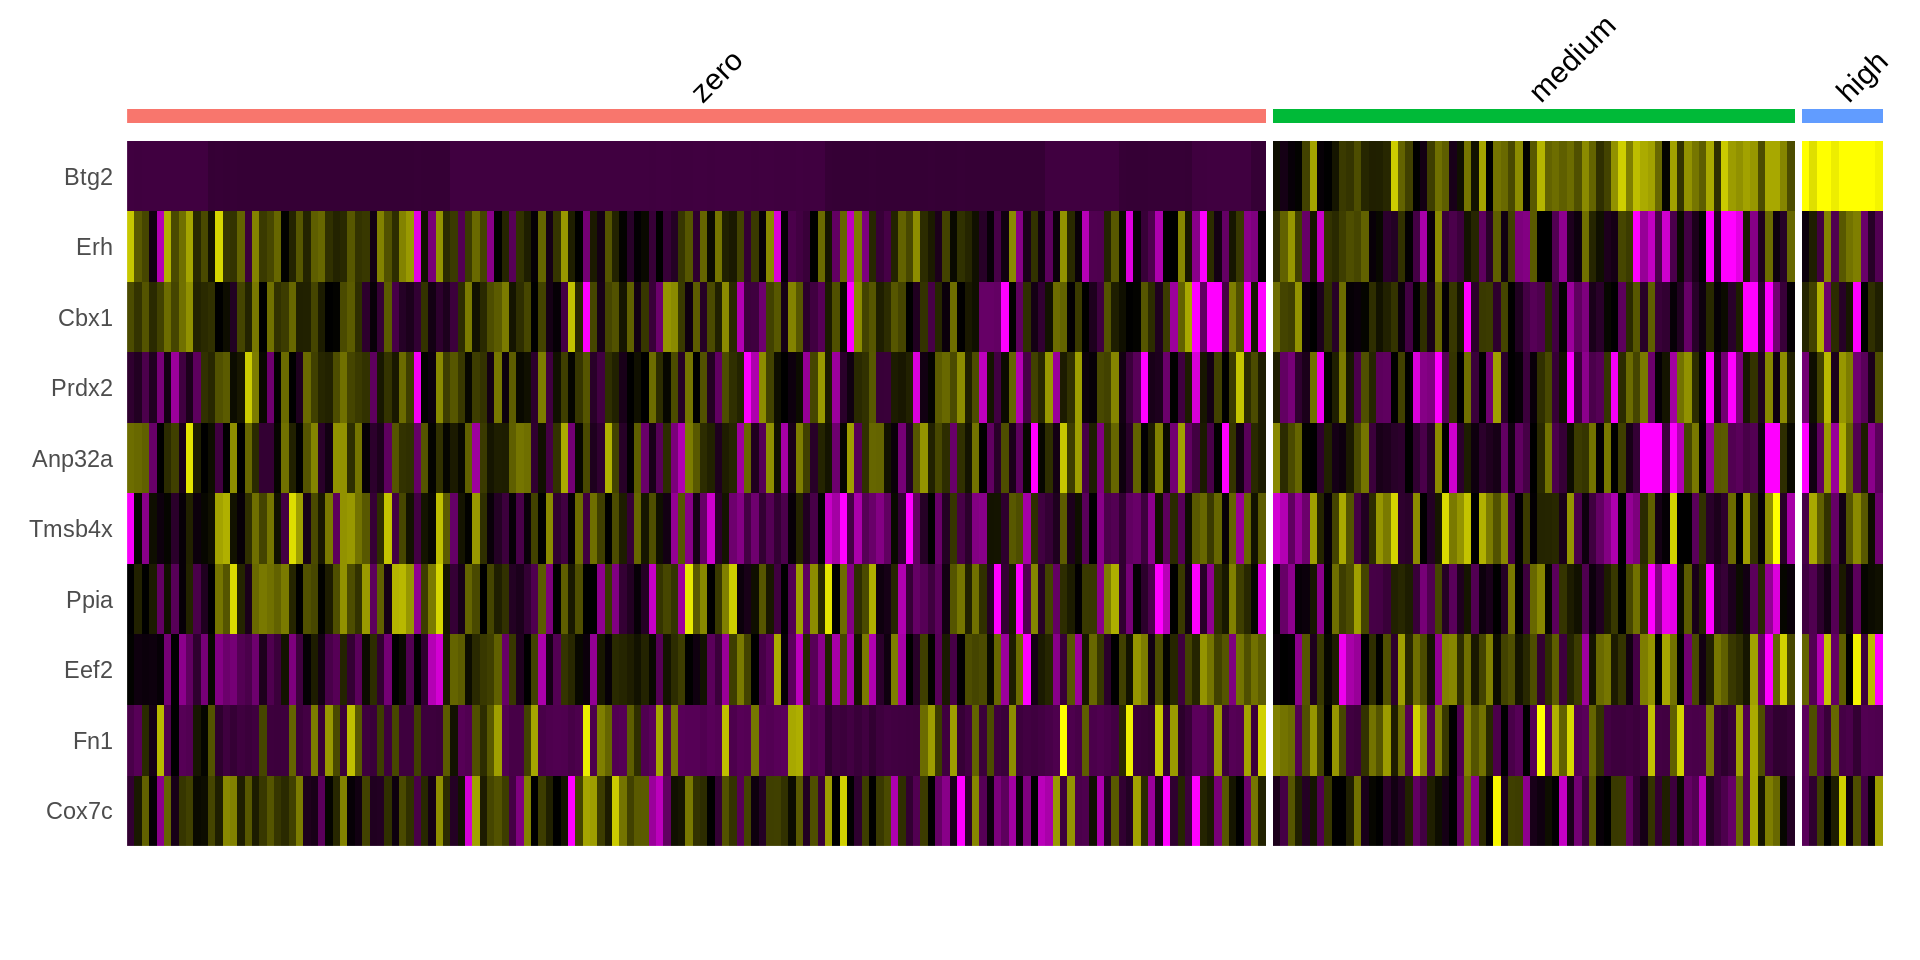 zero
medium
high
Btg2
Erh
Cbx1
Prdx2
Anp32a
Tmsb4x
Ppia
Eef2
Fn1
Cox7c